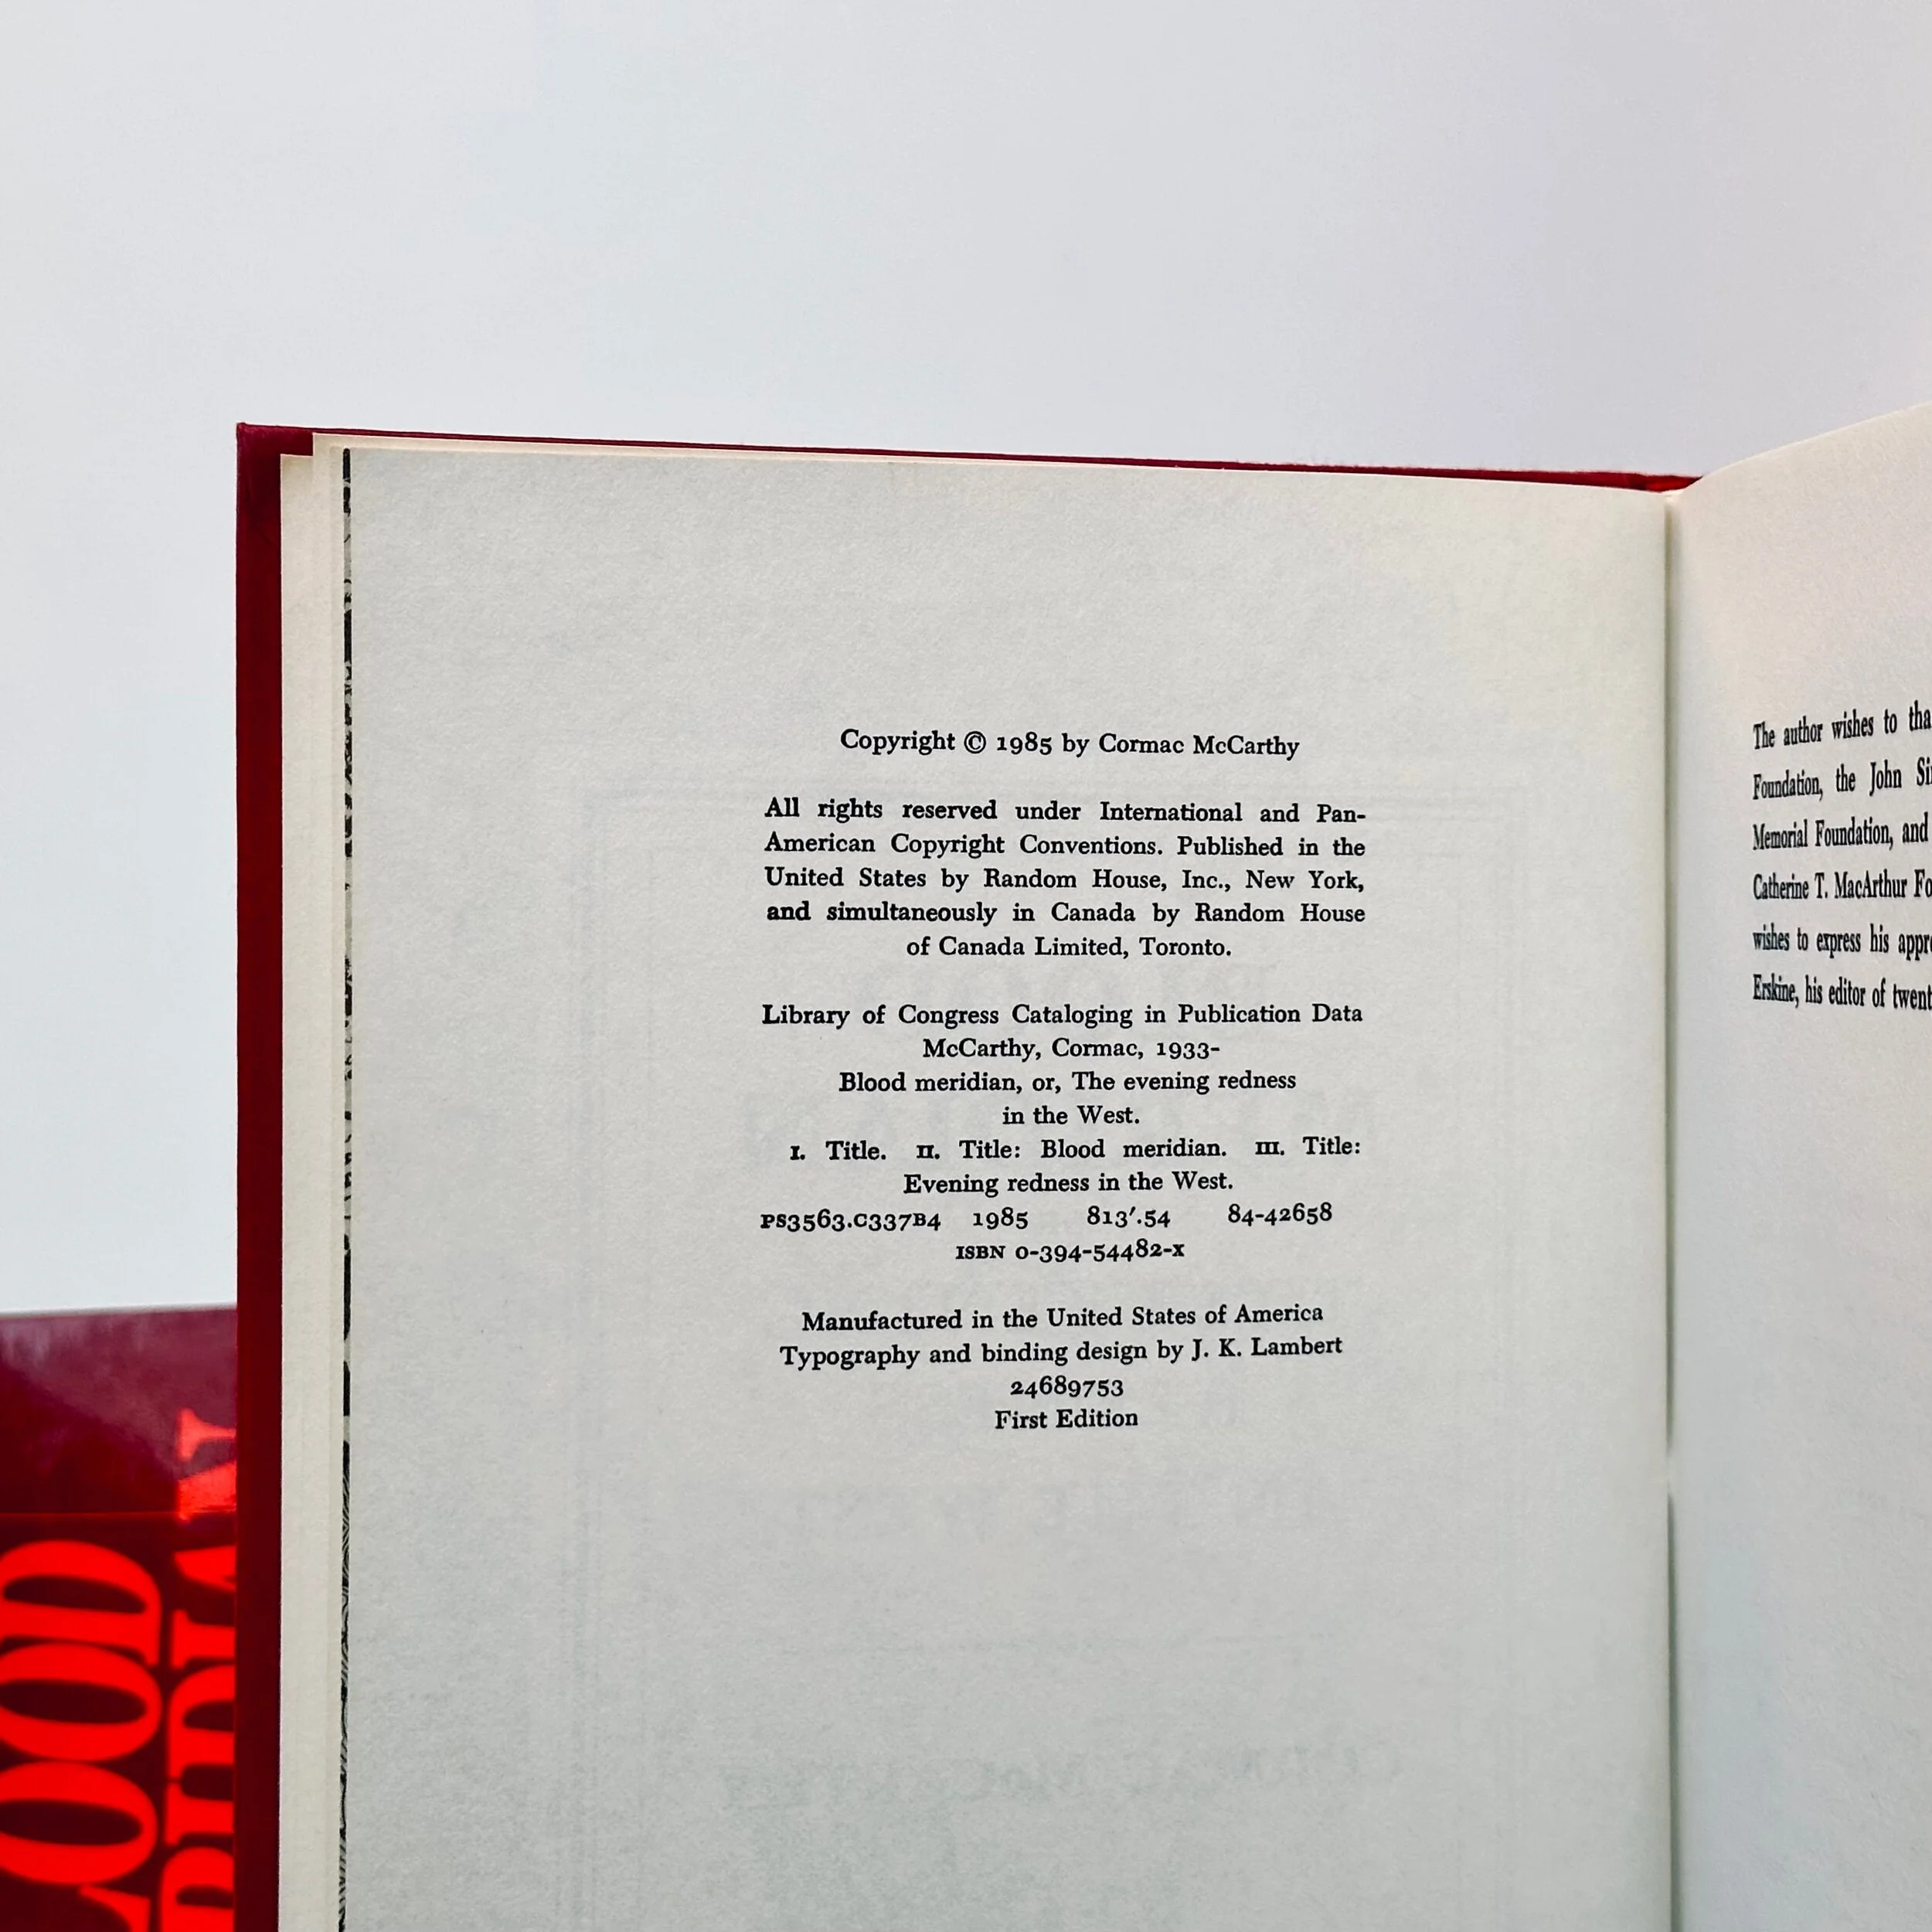 Copyright © 1985 by Cormac McCarthy
All rights reserved under International and Pan-
American Copyright Conventions. Published in the
United States by Random House, Inc., New York,
and simultaneously in Canada by Random House
of Canada Limited, Toronto.
Library of Congress Cataloging in Publication Data
McCarthy, Cormac, 1933-
Blood meridian, or, The evening redness
in the West.
I. Title. II. Title: Blood meridian. III. Title:
Evening redness in the West.
PS3563.C337B4 1985 813'.54 84-42658
ISBN 0-394-54482-X
Manufactured in the United States of America
Typography and binding design by J. K. Lambert
24689753
First Edition
The author wishes to
Foundation, the John
Memorial Foundation, and
Catherine T. MacArthur
wishes to express his
Erskine, his editor of